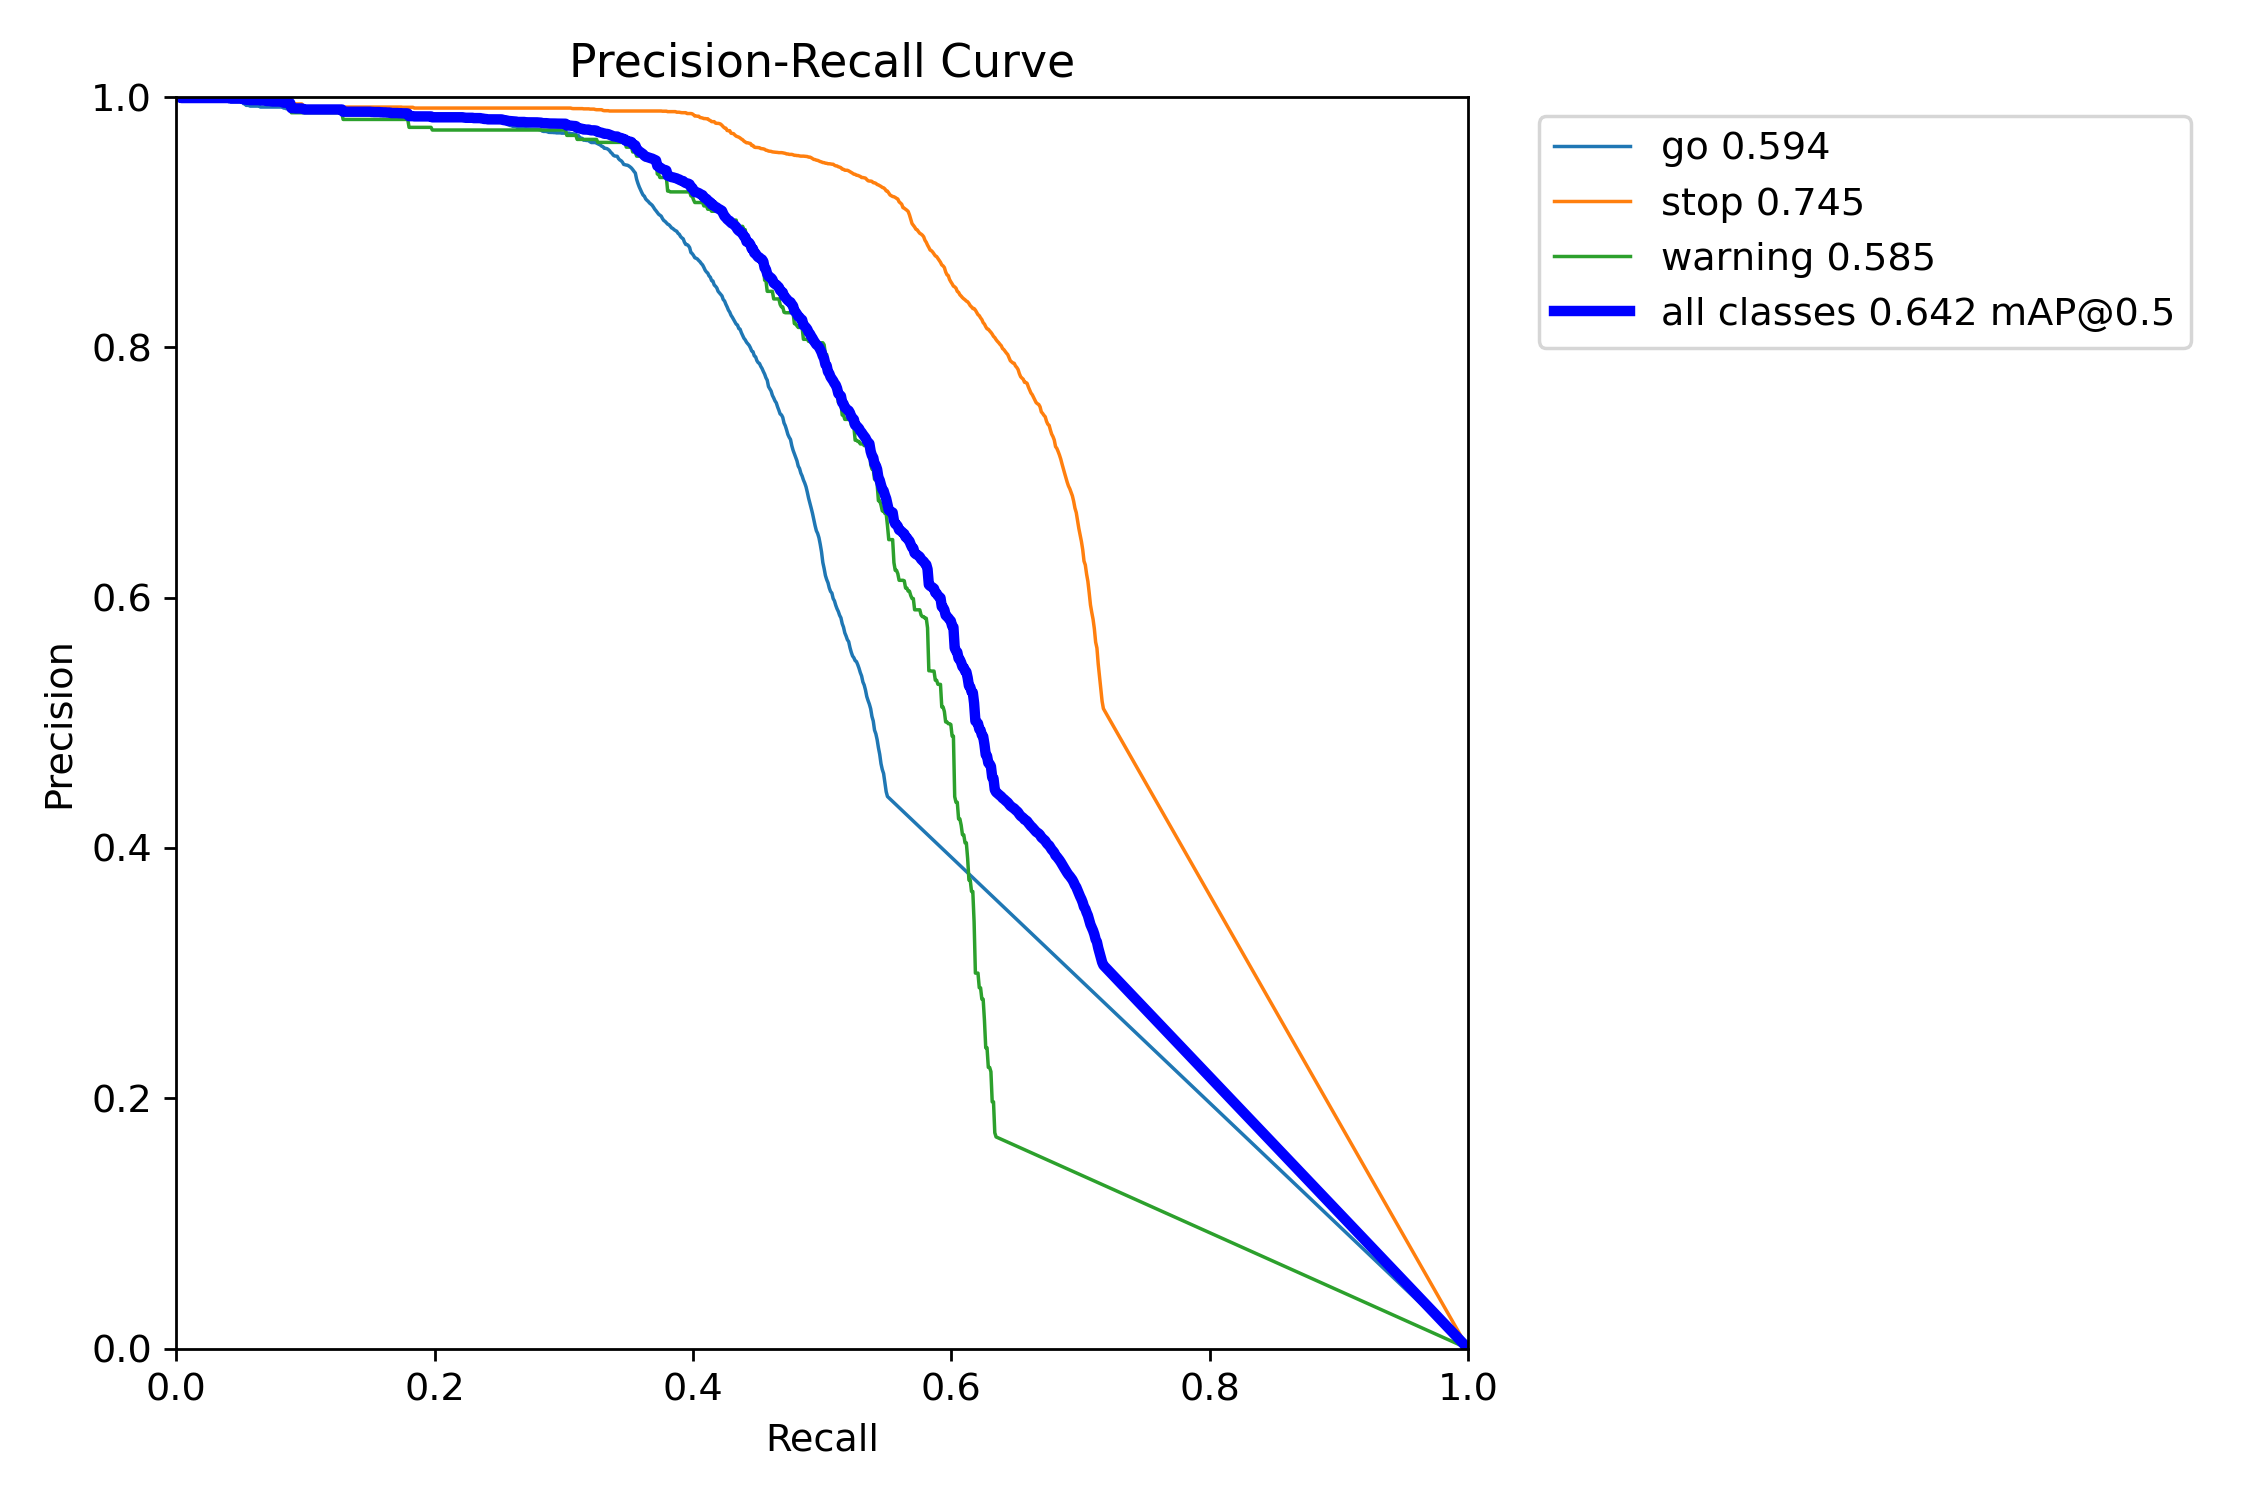 Precision-Recall Curve
1.0
0.8
0.6
0.4
0.2
0.0
Precision
0.0 0.2 0.4 0.6 0.8 1.0
Recall
go 0.594
stop 0.745
warning 0.585
all classes 0.642 mAP@0.5